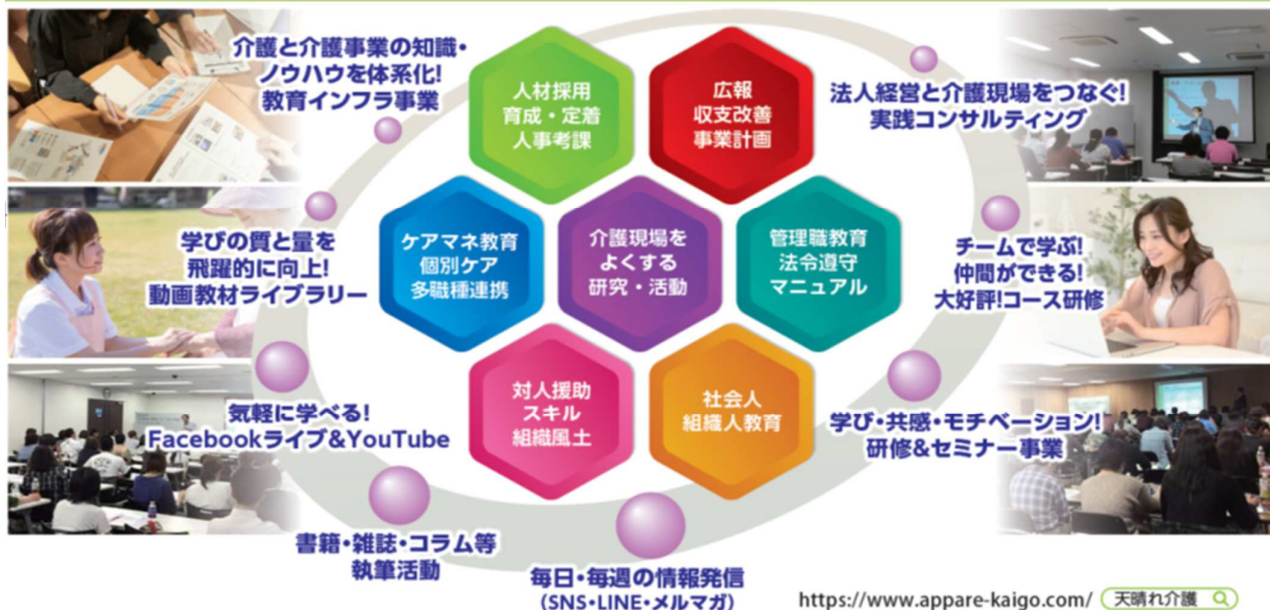 介護と介護事業の知識・
ノウハウを体系化!
教育インフラ事業
人材採用
育成・定着
人事考課
広報
収支改善
事業計画
法人経営と介護現場をつなぐ!
実践コンサルティング
学びの質と量を
飛躍的に向上!
動画教材ライブラリー
ケアマネ教育
個別ケア
多職種連携
介護現場を
よくする
研究・活動
管理職教育
法令遵守
マニュアル
チームで学ぶ!
仲間ができる!
大好評!コース研修
気軽に学べる!
Facebookライブ&YouTube
対人援助
スキル
組織風土
社会人
組織人教育
学び・共感・モチベーション!
研修&セミナー事業
書籍・雑誌・コラム等
執筆活動
毎日・毎週の情報発信
(SNS・LINE・メルマガ)
https://www.appare-kaigo.com/ 天晴れ介護